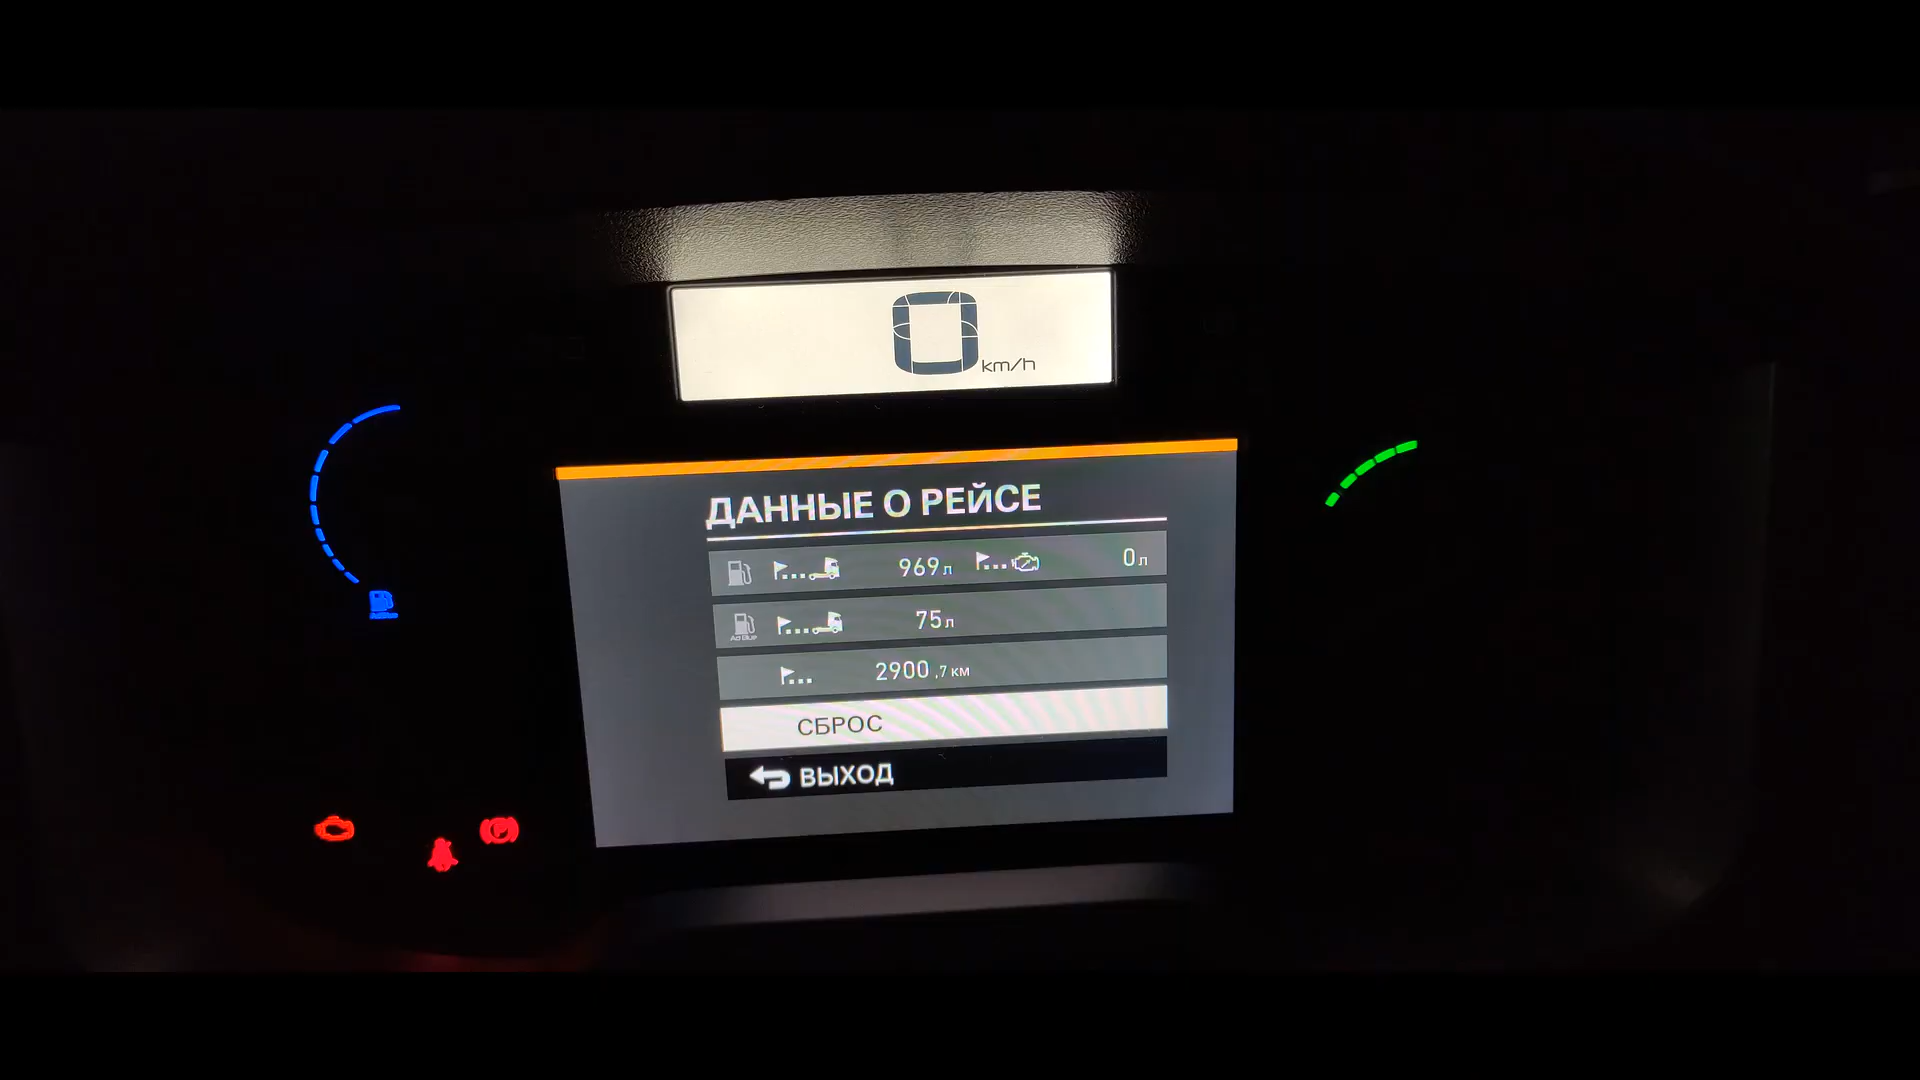 0 km/h
ДАННЫЕ О РЕЙСЕ
969 л 0 л
AdBlue 75 л
2900 ,7 км
СБРОС
ВЫХОД